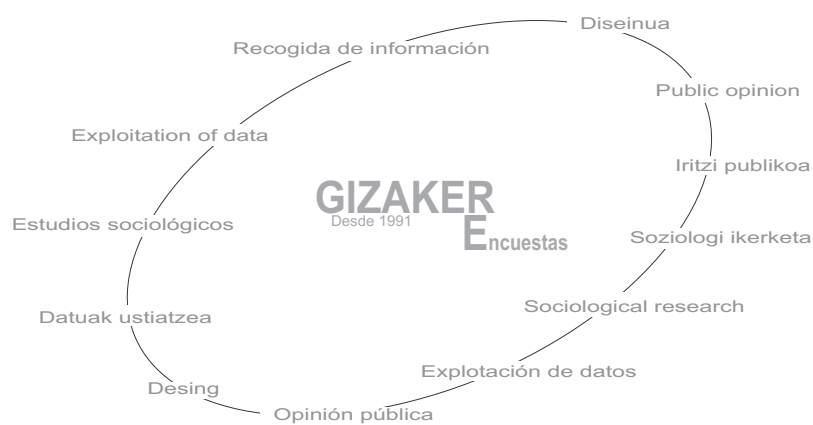 Diseinua
Recogida de información
Public opinion
Exploitation of data
Iritzi publikoa
GIZAKER
Desde 1991
Encuestas
Estudios sociológicos
Soziologi ikerketa
Sociological research
Datuak ustiatzea
Explotación de datos
Desing
Opinión pública